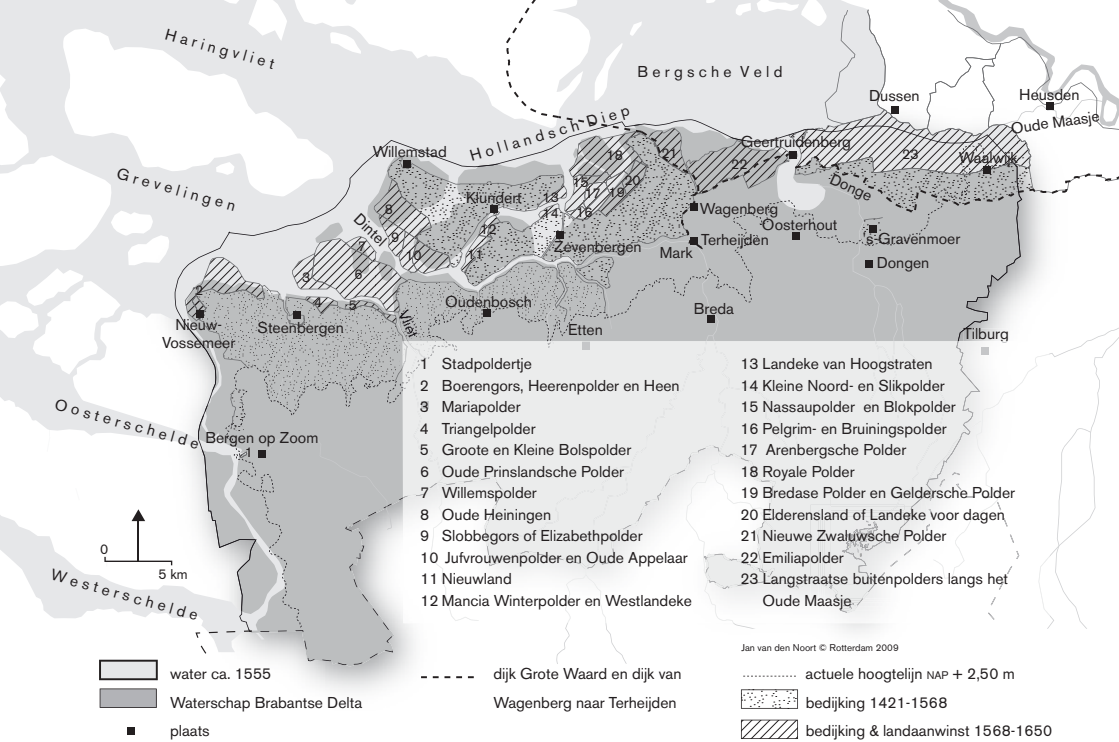 Haringvliet
Bergsche Veld
Dussen
Heusden
Oude Maasje
Hollandsch Diep
Willemstad
Geertruidenberg
18
21
22
23
Waalwijk
Grevelingen
15
20
Klundert
13
17
19
Donge
8
14
16
Wagenberg
Dintel
12
Oosterhout
9
Zevenbergen
Terheijden
s-Gravenmoer
7
10
11
Mark
Dongen
3
6
2
4
5
Oudenbosch
Nieuw-
Vossemeer
Steenbergen
Vliet
Etten
Breda
Tilburg
Oosterschelde
Bergen op Zoom
1
1 Stadpoldertje
2 Boerengors, Heerenpolder en Heen
3 Mariapolder
4 Triangelpolder
5 Groote en Kleine Bolspolder
6 Oude Prinslandsche Polder
7 Willemspolder
8 Oude Heiningen
9 Slobbegors of Elizabethpolder
10 Jufvrouwenpolder en Oude Appelaar
11 Nieuwland
12 Mancia Winterpolder en Westlandeke
13 Landeke van Hoogstraten
14 Kleine Noord- en Slikpolder
15 Nassaupolder en Blokpolder
16 Pelgrim- en Bruiningspolder
17 Arenbergsche Polder
18 Royale Polder
19 Bredase Polder en Geldersche Polder
20 Elderensland of Landeke voor dagen
21 Nieuwe Zwaluwsche Polder
22 Emiliapolder
23 Langstraatse buitenpolders langs het
Oude Maasje
0
5 km
Westerschelde
Jan van den Noort © Rotterdam 2009
water ca. 1555
Waterschap Brabantse Delta
plaats
dijk Grote Waard en dijk van
Wagenberg naar Terheijden
actuele hoogtelijn NAP + 2,50 m
bedijking 1421-1568
bedijking & landaanwinst 1568-1650